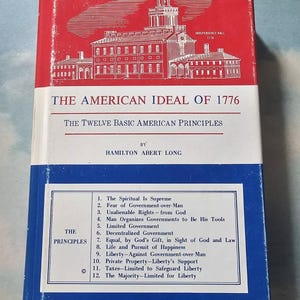 INDEPENDENCE HALL
THE AMERICAN IDEAL OF 1776
THE TWELVE BASIC AMERICAN PRINCIPLES
BY
HAMILTON ABERT LONG
THE
PRINCIPLES
1. The Spiritual Is Supreme
2. Fear of Government-over-Man
3. Unalienable Rights – from God
4. Man Organizes Governments to Be His Tools
5. Limited Government
6. Decentralized Government
7. Equal, by God's Gift, in Sight of God and Law
8. Life and Pursuit of Happiness
9. Liberty – Against Government-over-Man
10. Private Property – Liberty's Support
11. Taxes – Limited to Safeguard Liberty
12. The Majority – Limited for Liberty
©